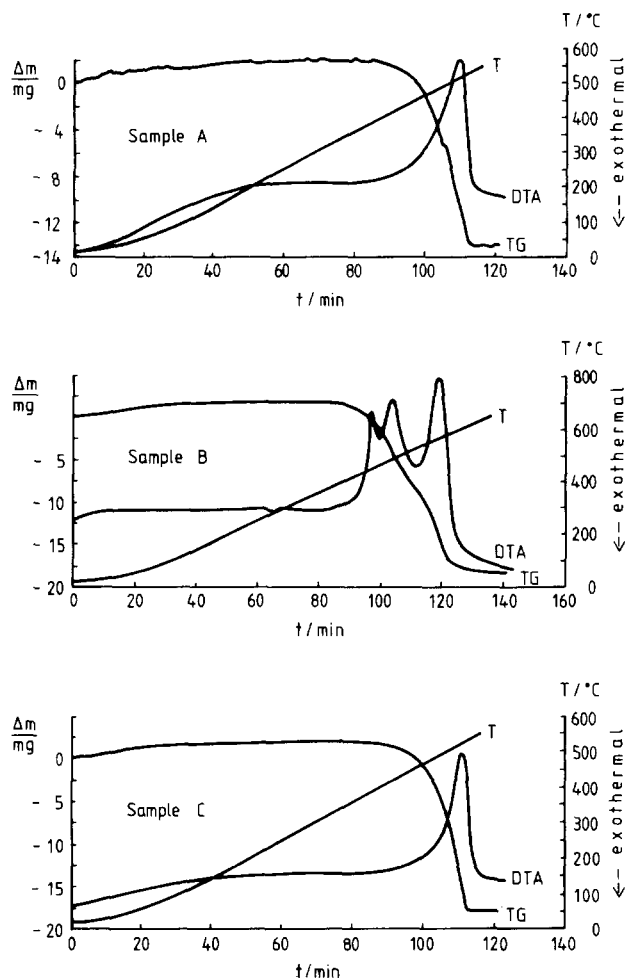 T / °C
Δm
mg
0
- 4
- 8
-12
-14
Sample A
T
DTA
TG
600
500
400
300
200
100
0
<-- exothermal
0 20 40 60 80 100 120 140
t / min
T / °C
Δm
mg
- 5
- 10
- 15
- 20
Sample B
T
DTA
TG
800
700
600
500
400
300
200
100
0
<-- exothermal
0 20 40 60 80 100 120 140 160
t / min
T / °C
Δm
mg
0
- 5
- 10
- 15
- 20
Sample C
T
DTA
TG
600
500
400
300
200
100
0
<-- exothermal
0 20 40 60 80 100 120 140
t / min